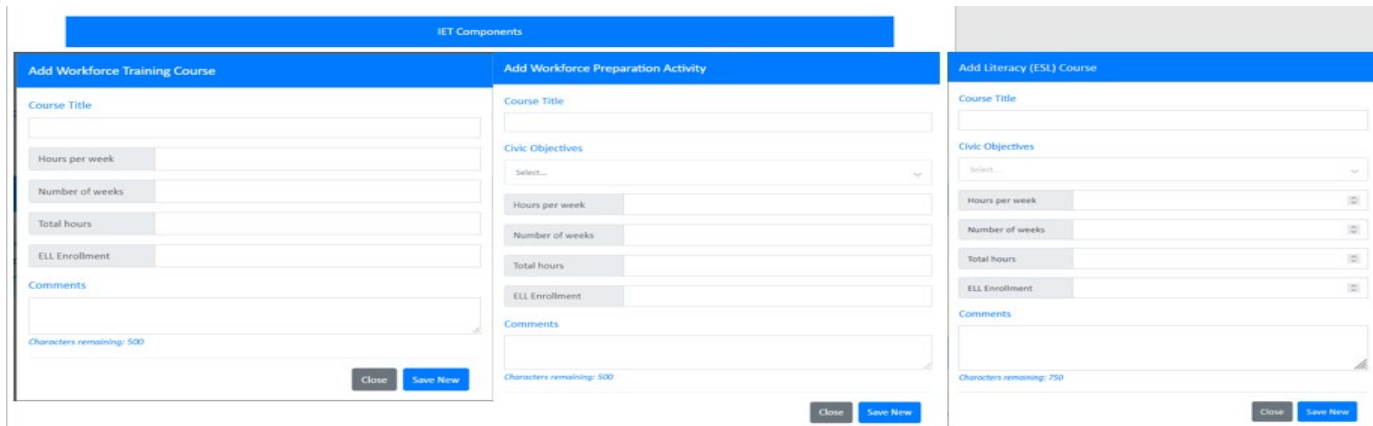 IET Components
Add Workforce Training Course
Course Title
Hours per week
Number of weeks
Total hours
ELL Enrollment
Comments
Characters remaining: 500
Close Save New
Add Workforce Preparation Activity
Course Title
Civic Objectives
Select...
Hours per week
Number of weeks
Total hours
ELL Enrollment
Comments
Characters remaining: 500
Close Save New
Add Literacy (ESL) Course
Course Title
Civic Objectives
Select...
Hours per week
Number of weeks
Total hours
ELL Enrollment
Comments
Characters remaining: 750
Close Save New